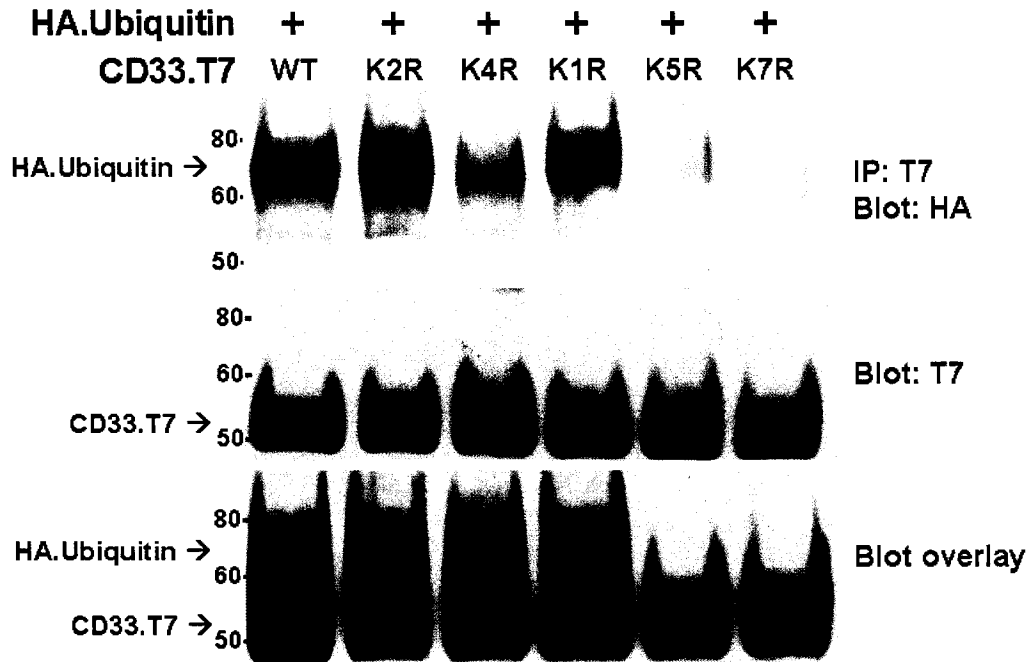 HA.Ubiquitin + + + + + +
CD33.T7 WT K2R K4R K1R K5R K7R
80-
HA.Ubiquitin →
IP: T7
60-
Blot: HA
50-
80-
60-
Blot: T7
CD33.T7 →
50-
80-
HA.Ubiquitin →
Blot overlay
60-
CD33.T7 →
50-